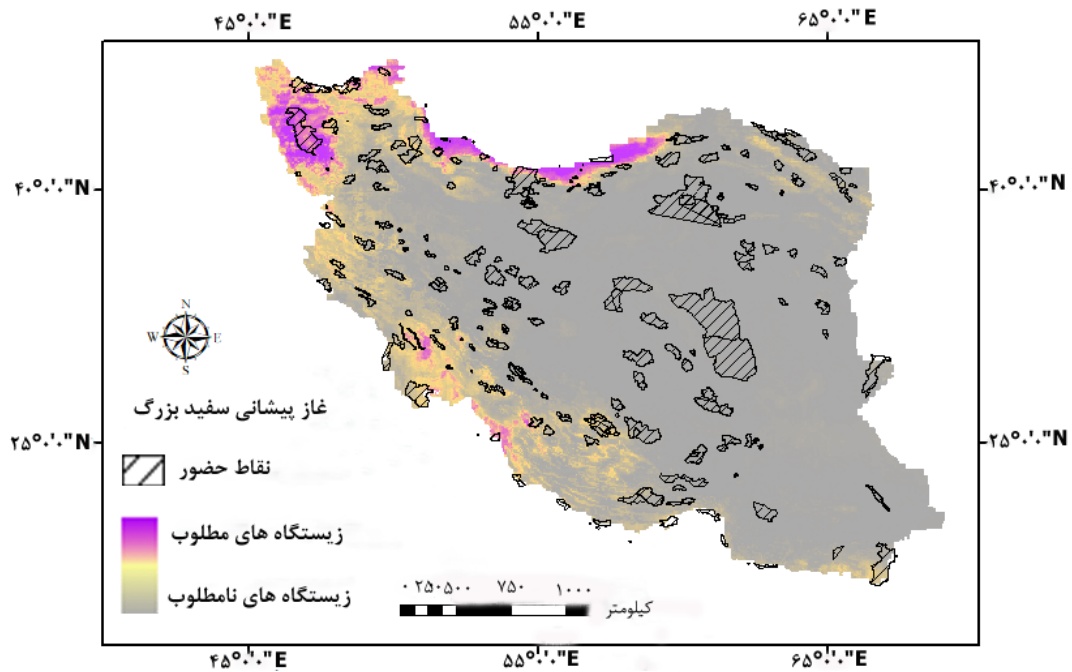 ۴۵°۰'۰"E ۵۵°۰'۰"E ۶۵°۰'۰"E
۴۰°۰'۰"N ۴۰°۰'۰"N
N
W E
S
غاز پیشانی سفید بزرگ
۲۵°۰'۰"N ۲۵°۰'۰"N
نقاط حضور
زیستگاه های مطلوب
زیستگاه های نامطلوب
۰ ۲۵۰ ۵۰۰ ۷۵۰ ۱۰۰۰
کیلومتر
۴۵°۰'۰"E ۵۵°۰'۰"E ۶۵°۰'۰"E